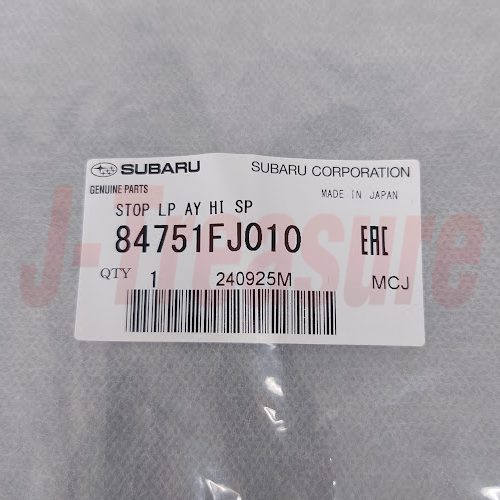 SUBARU SUBARU CORPORATION
GENUINE PARTS MADE IN JAPAN
STOP LP AY HI SP
84751FJ010 EAC
QTY 1 240925M MCJ
J-Treasure